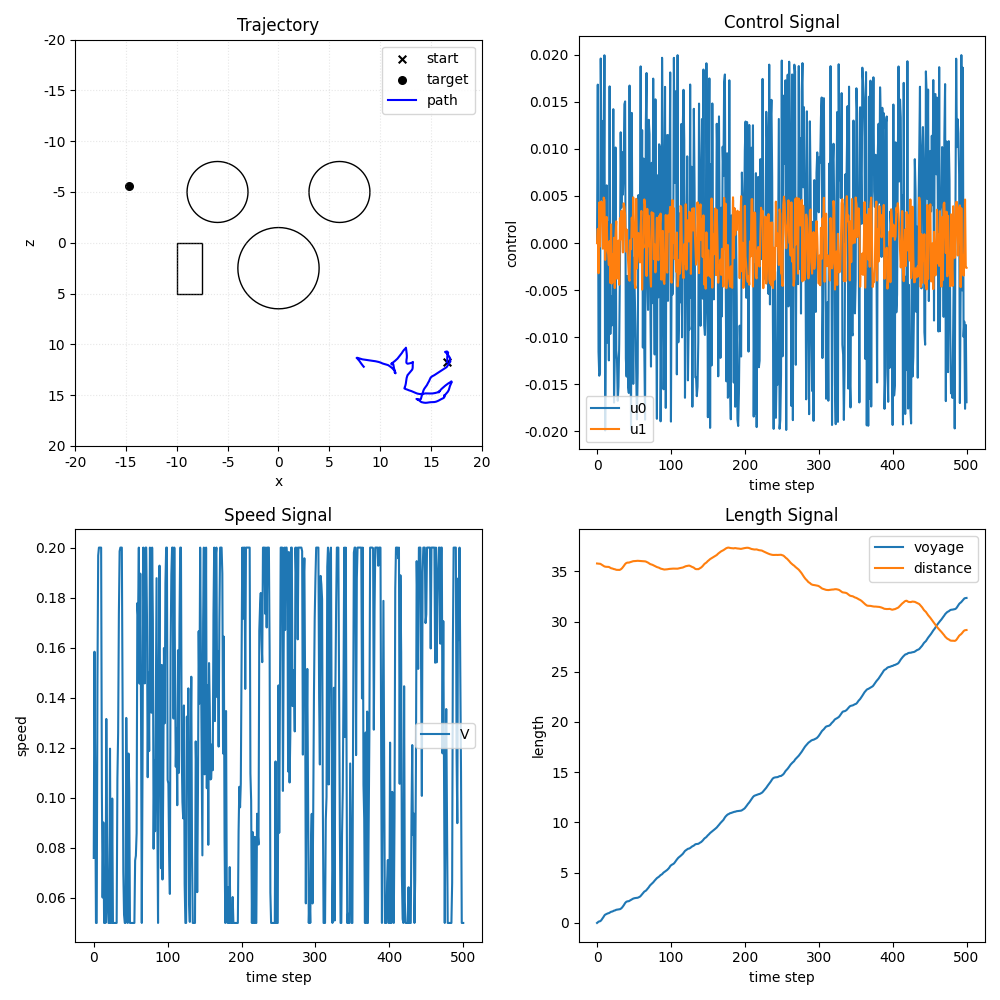 Trajectory
-20
-15
-10
-5
0
5
10
15
20
z
-20 -15 -10 -5 0 5 10 15 20
x
start
target
path
Control Signal
0.020
0.015
0.010
0.005
0.000
-0.005
-0.010
-0.015
-0.020
control
u0
u1
0 100 200 300 400 500
time step
Speed Signal
0.20
0.18
0.16
0.14
0.12
0.10
0.08
0.06
speed
V
0 100 200 300 400 500
time step
Length Signal
35
30
25
20
15
10
5
0
length
voyage
distance
0 100 200 300 400 500
time step